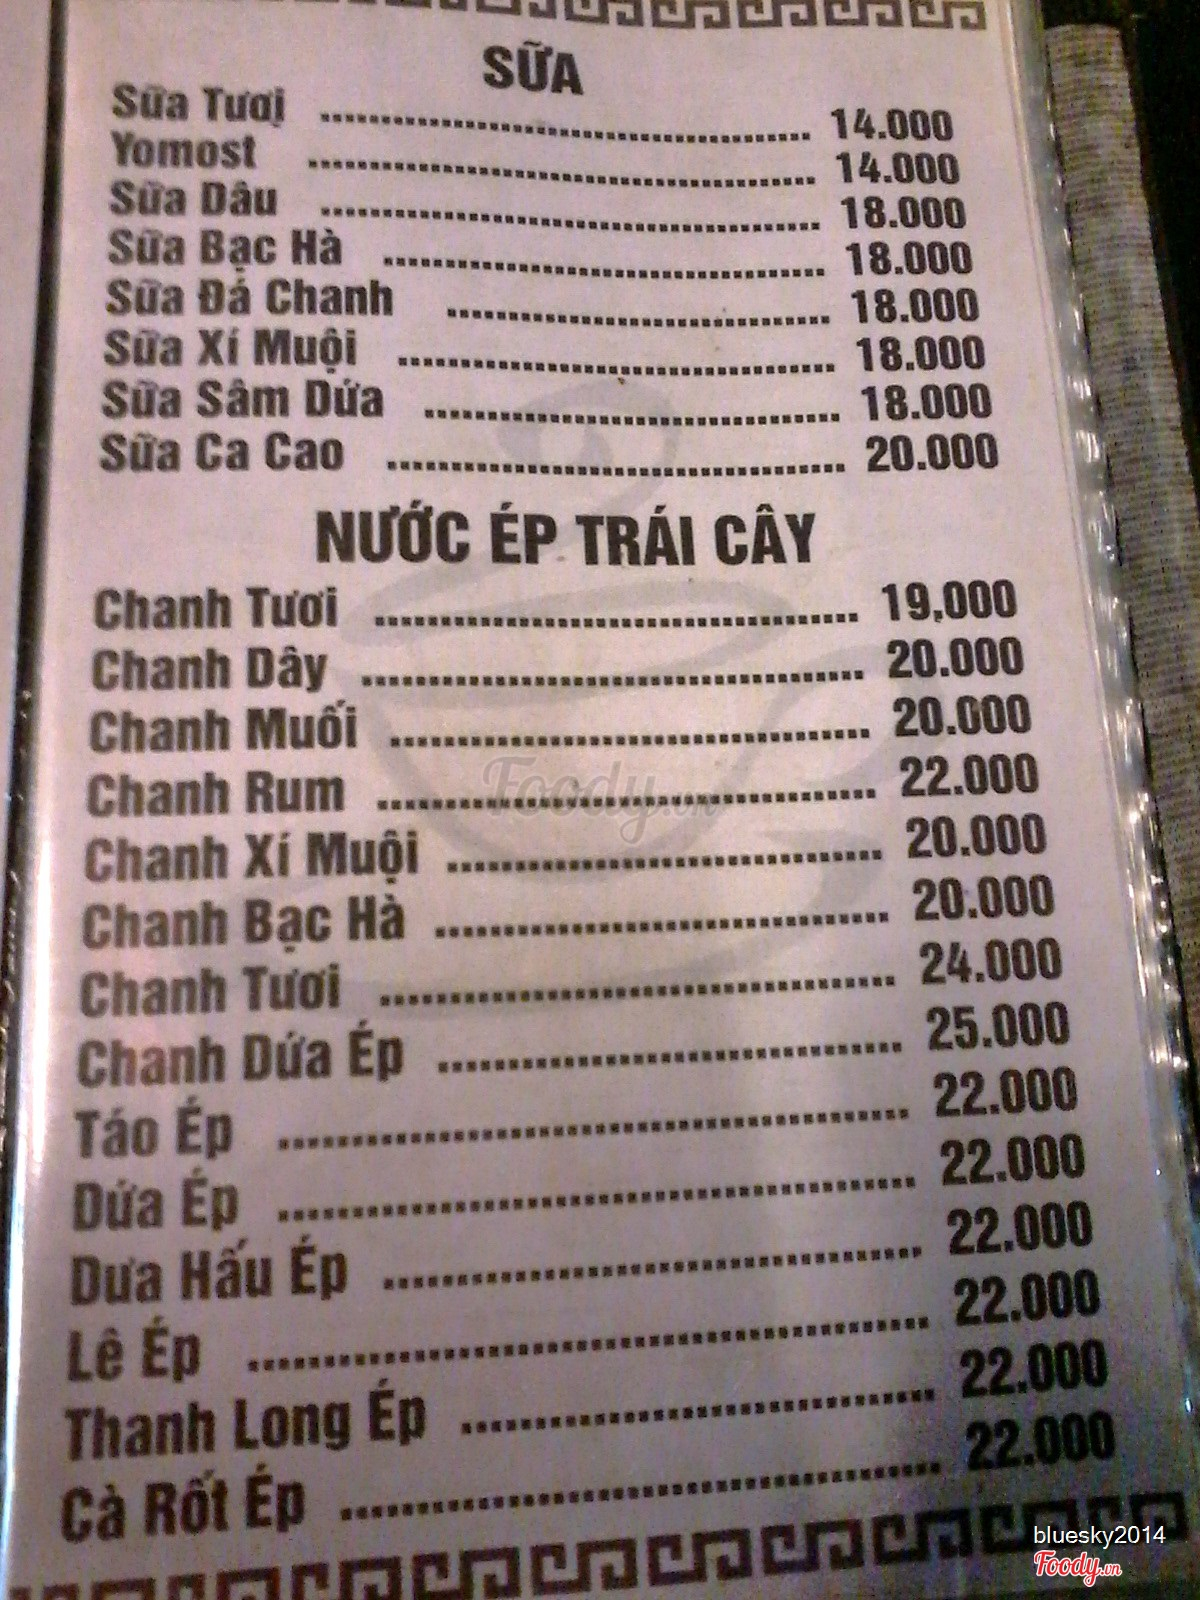 SỮA
Sữa Tươi 14.000
Yomost 14.000
Sữa Dâu 18.000
Sữa Bạc Hà 18.000
Sữa Đá Chanh 18.000
Sữa Xí Muội 18.000
Sữa Sâm Dứa 18.000
Sữa Ca Cao 20.000
NƯỚC ÉP TRÁI CÂY
Chanh Tươi 19,000
Chanh Dây 20.000
Chanh Muối 20.000
Chanh Rum 22.000
Chanh Xí Muội 20.000
Chanh Bạc Hà 20.000
Chanh Tươi 24.000
Chanh Dứa Ép 25.000
Táo Ép 22.000
Dứa Ép 22.000
Dưa Hấu Ép 22.000
Lê Ép 22.000
Thanh Long Ép 22.000
Cà Rốt Ép 22.000
Foody.vn
bluesky2014
Foody.vn